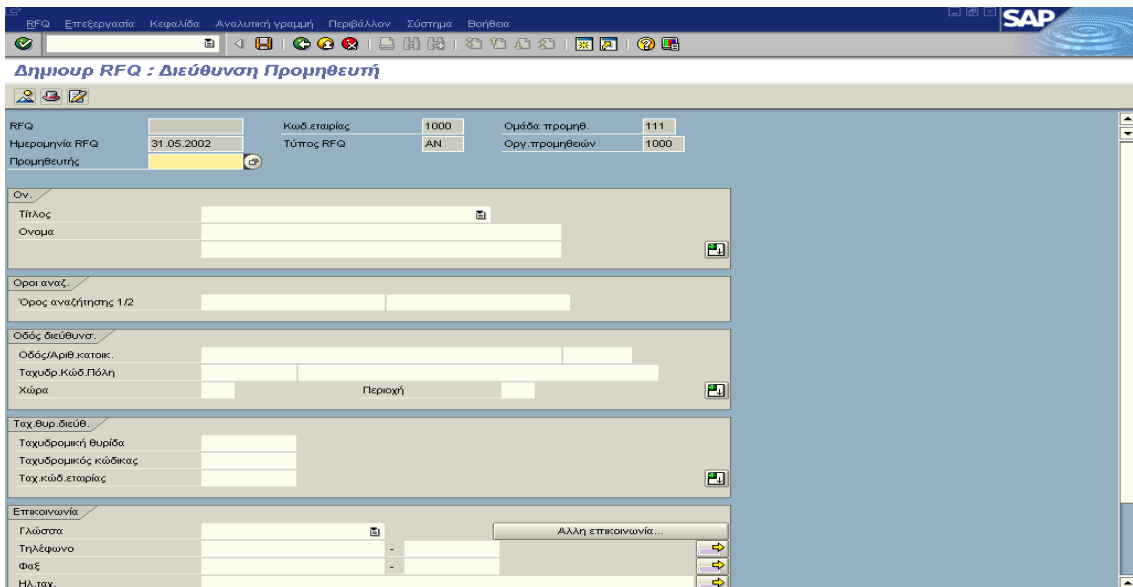 RFQ Επεξεργασία Κεφαλίδα Αναλυτική γραμμή Περιβάλλον Σύστημα Βοήθεια
SAP
Δημιουρ RFQ : Διεύθυνση Προμηθευτή
RFQ Κωδ.εταιρίας 1000 Ομάδα προμηθ. 111
Ημερομηνία RFQ 31.05.2002 Τύπος RFQ AN Οργ.προμηθειών 1000
Προμηθευτής
Ον.
Τίτλος
Ονομα
Οροι αναζ.
Όρος αναζήτησης 1/2
Οδός διεύθυνσ.
Οδός/Αριθ.κατοικ.
Ταχυδρ.Κώδ.Πόλη
Χώρα Περιοχή
Ταχ.θυρ.διεύθ.
Ταχυδρομική θυρίδα
Ταχυδρομικός κώδικας
Ταχ.κώδ.εταιρίας
Επικοινωνία
Γλώσσα Αλλη επικοινωνία...
Τηλέφωνο -
Φαξ -
Ηλ.ταχ.